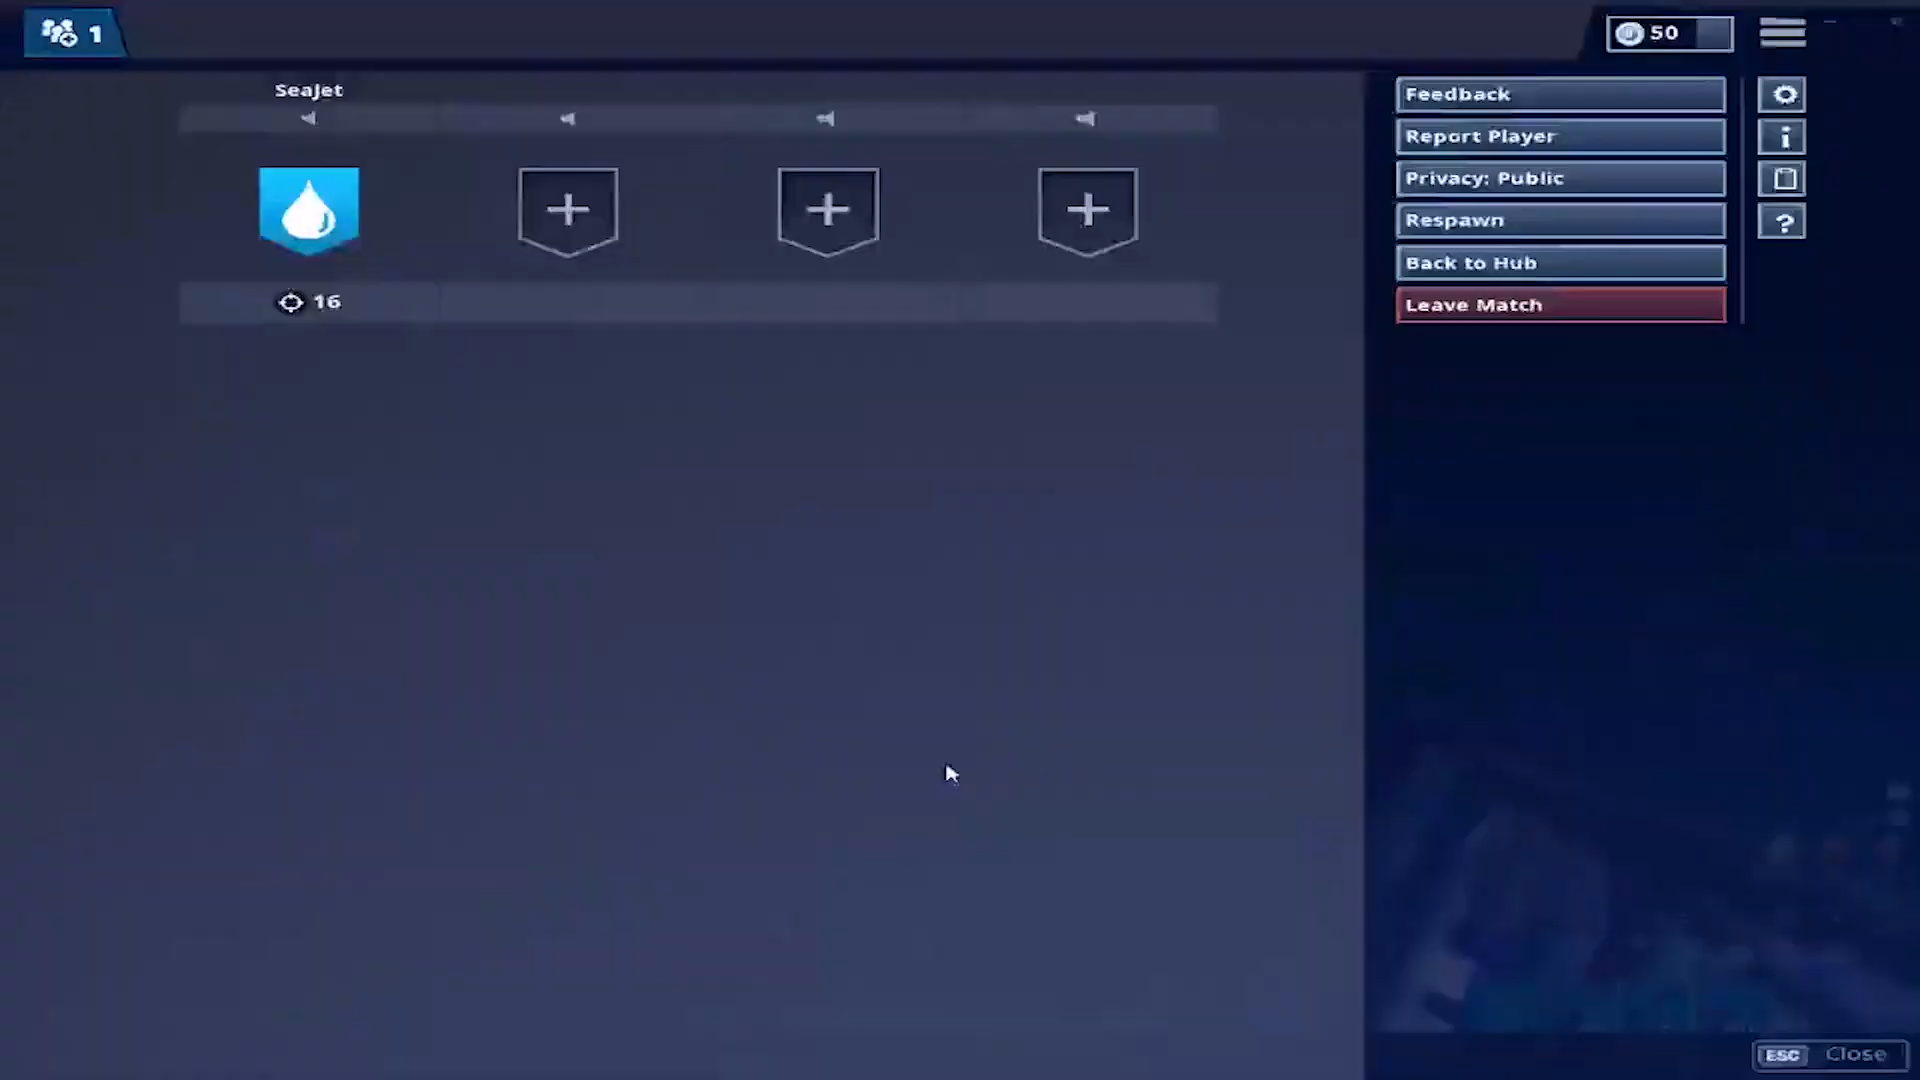 1
50
SeaJet
16
Feedback
Report Player
Privacy: Public
Respawn
Back to Hub
Leave Match
i
?
ESC Close